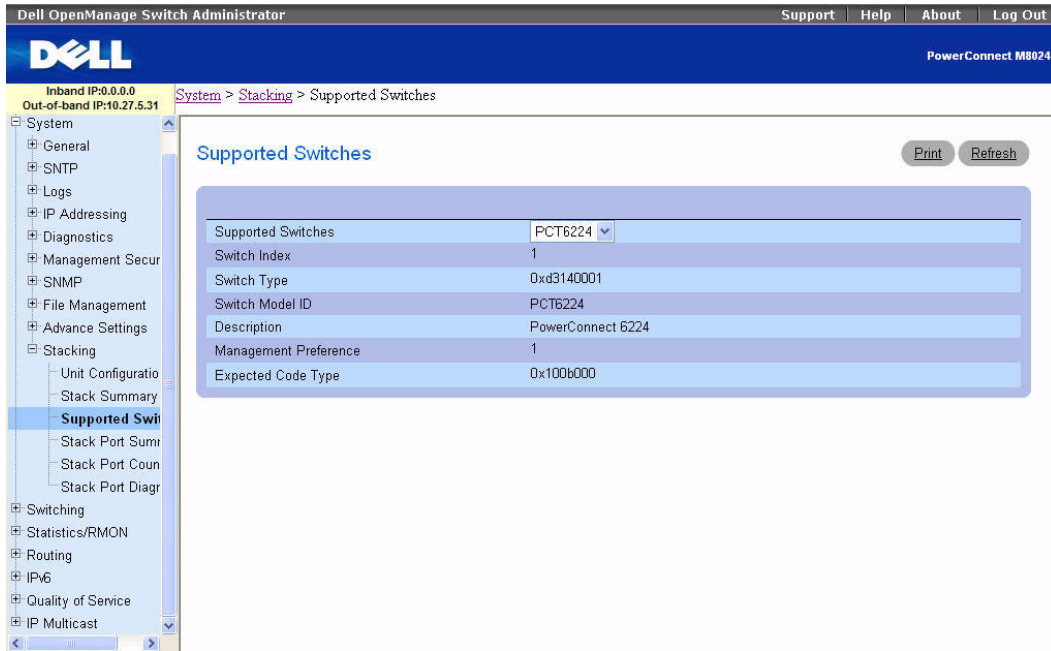 Dell OpenManage Switch Administrator
Support Help About Log Out
DELL
PowerConnect M8024
Inband IP:0.0.0.0
Out-of-band IP:10.27.5.31
System > Stacking > Supported Switches
System
General
SNTP
Logs
IP Addressing
Diagnostics
Management Secur
SNMP
File Management
Advance Settings
Stacking
Unit Configuratio
Stack Summary
Supported Swit
Stack Port Sumr
Stack Port Coun
Stack Port Diagr
Switching
Statistics/RMON
Routing
IPv6
Quality of Service
IP Multicast
Supported Switches
Print Refresh
Supported Switches PCT6224
Switch Index 1
Switch Type 0xd3140001
Switch Model ID PCT6224
Description PowerConnect 6224
Management Preference 1
Expected Code Type 0x100b000